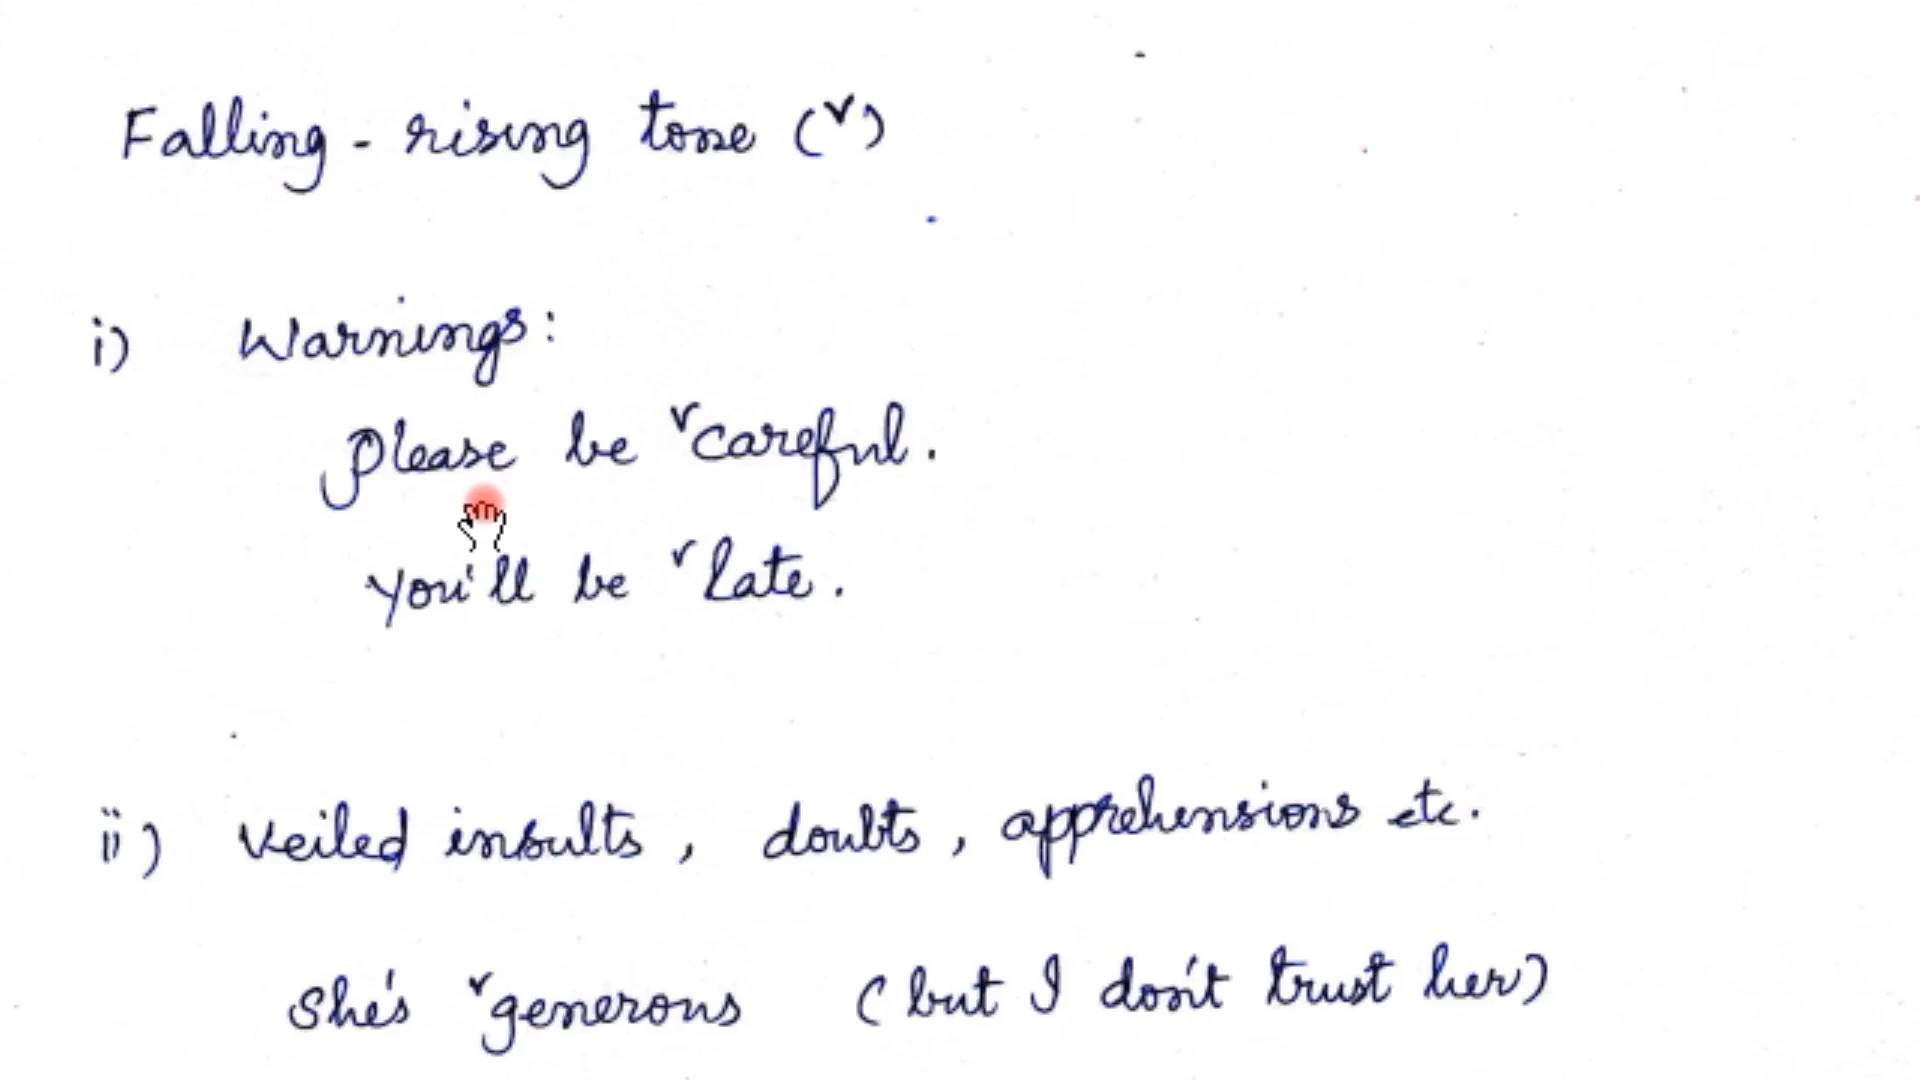 Falling - rising tone (ˇ)
i) Warnings:
Please be ˇcareful.
You'll be ˇlate.
ii) Veiled insults, doubts, apprehensions etc.
She's ˇgenerous (but I don't trust her)